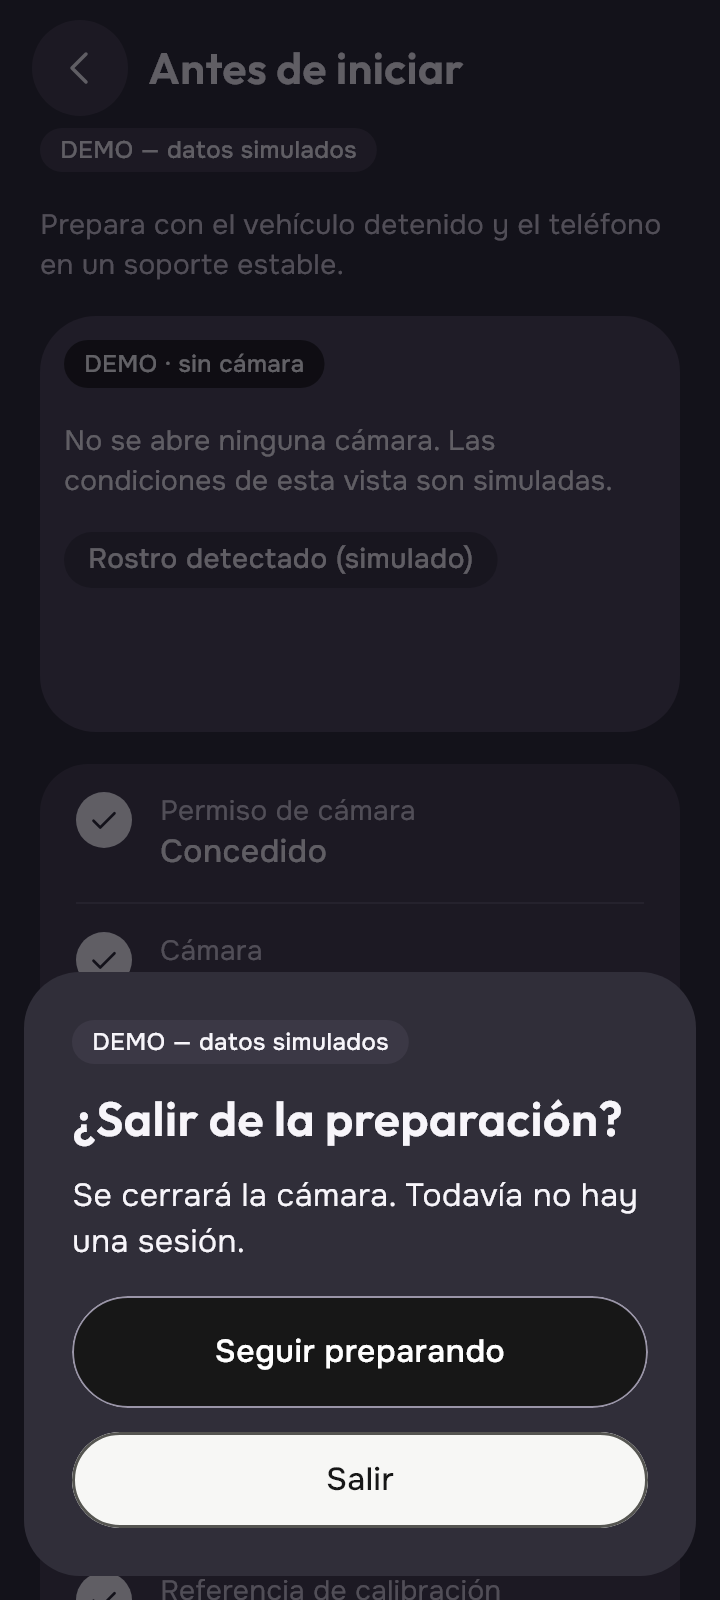 Antes de iniciar
DEMO — datos simulados
Prepara con el vehículo detenido y el teléfono
en un soporte estable.
DEMO · sin cámara
No se abre ninguna cámara. Las
condiciones de esta vista son simuladas.
Rostro detectado (simulado)
Permiso de cámara
Concedido
Cámara
DEMO — datos simulados
¿Salir de la preparación?
Se cerrará la cámara. Todavía no hay
una sesión.
Seguir preparando
Salir
Referencia de calibración